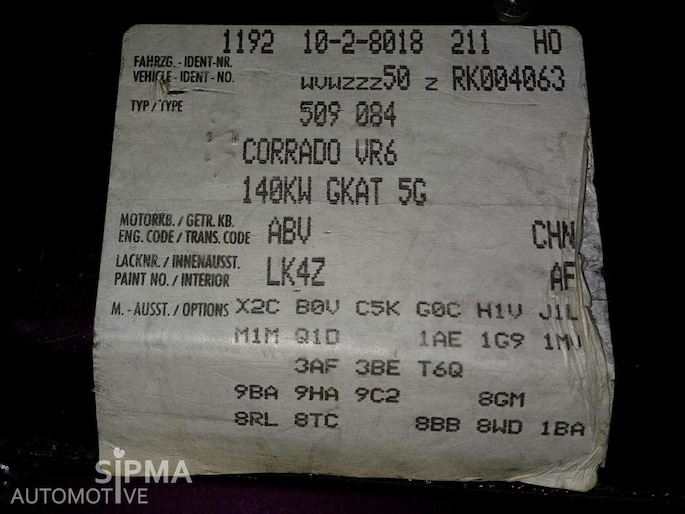 1192 10-2-8018 211 HO
FAHRZG. - IDENT-NR.
VEHICLE - IDENT - NO. WVWZZZ50 Z RK004063
TYP / TYPE 509 084
CORRADO VR6
140KW GKAT 5G
MOTORKB. / GETR. KB.
ENG. CODE / TRANS. CODE ABV CHN
LACKNR. / INNENAUSST.
PAINT NO. / INTERIOR LK4Z AF
M. - AUSST. / OPTIONS X2C B0V C5K G0C H1V J1L
M1M Q1D 1AE 1G9 1MV
3AF 3BE T6Q
9BA 9HA 9C2 8GM
8RL 8TC 8BB 8WD 1BA
SIPMA
AUTOMOTIVE